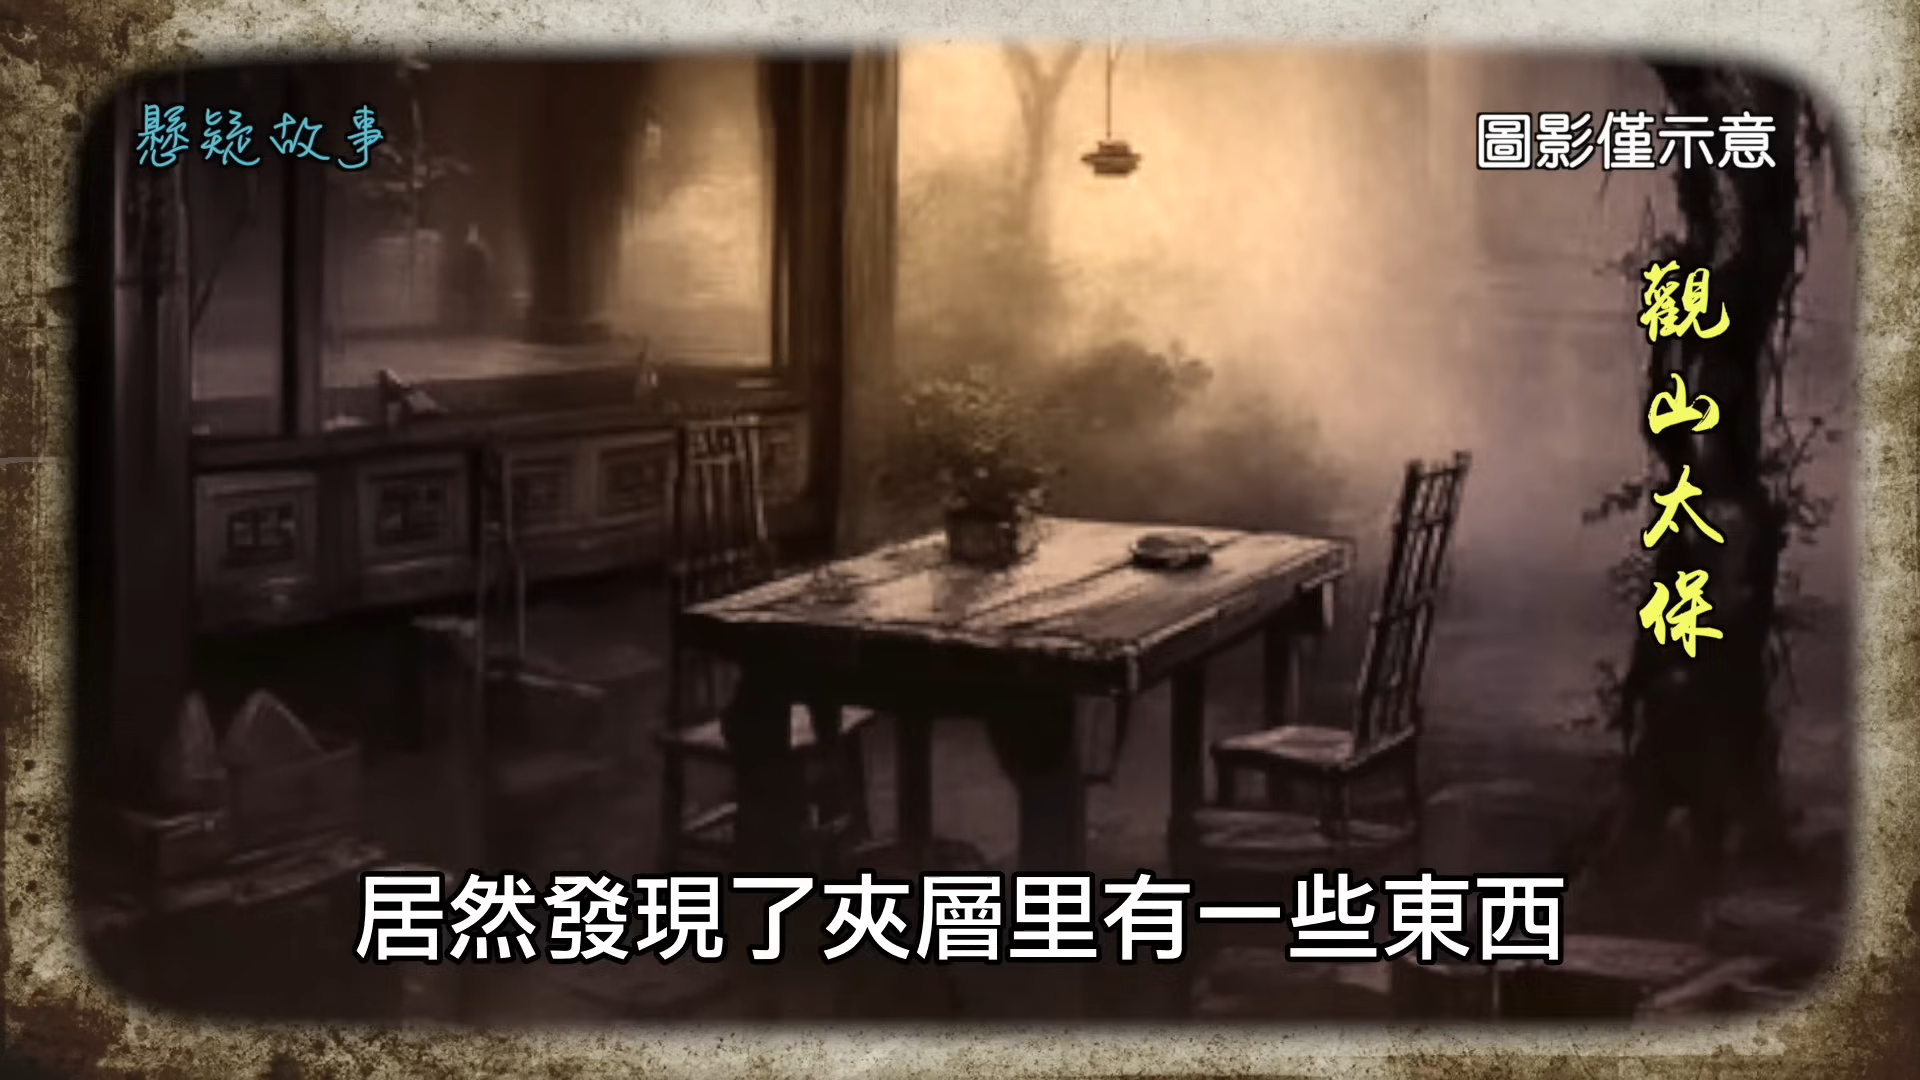 懸疑故事
圖影僅示意
觀山太保
居然發現了夾層里有一些東西